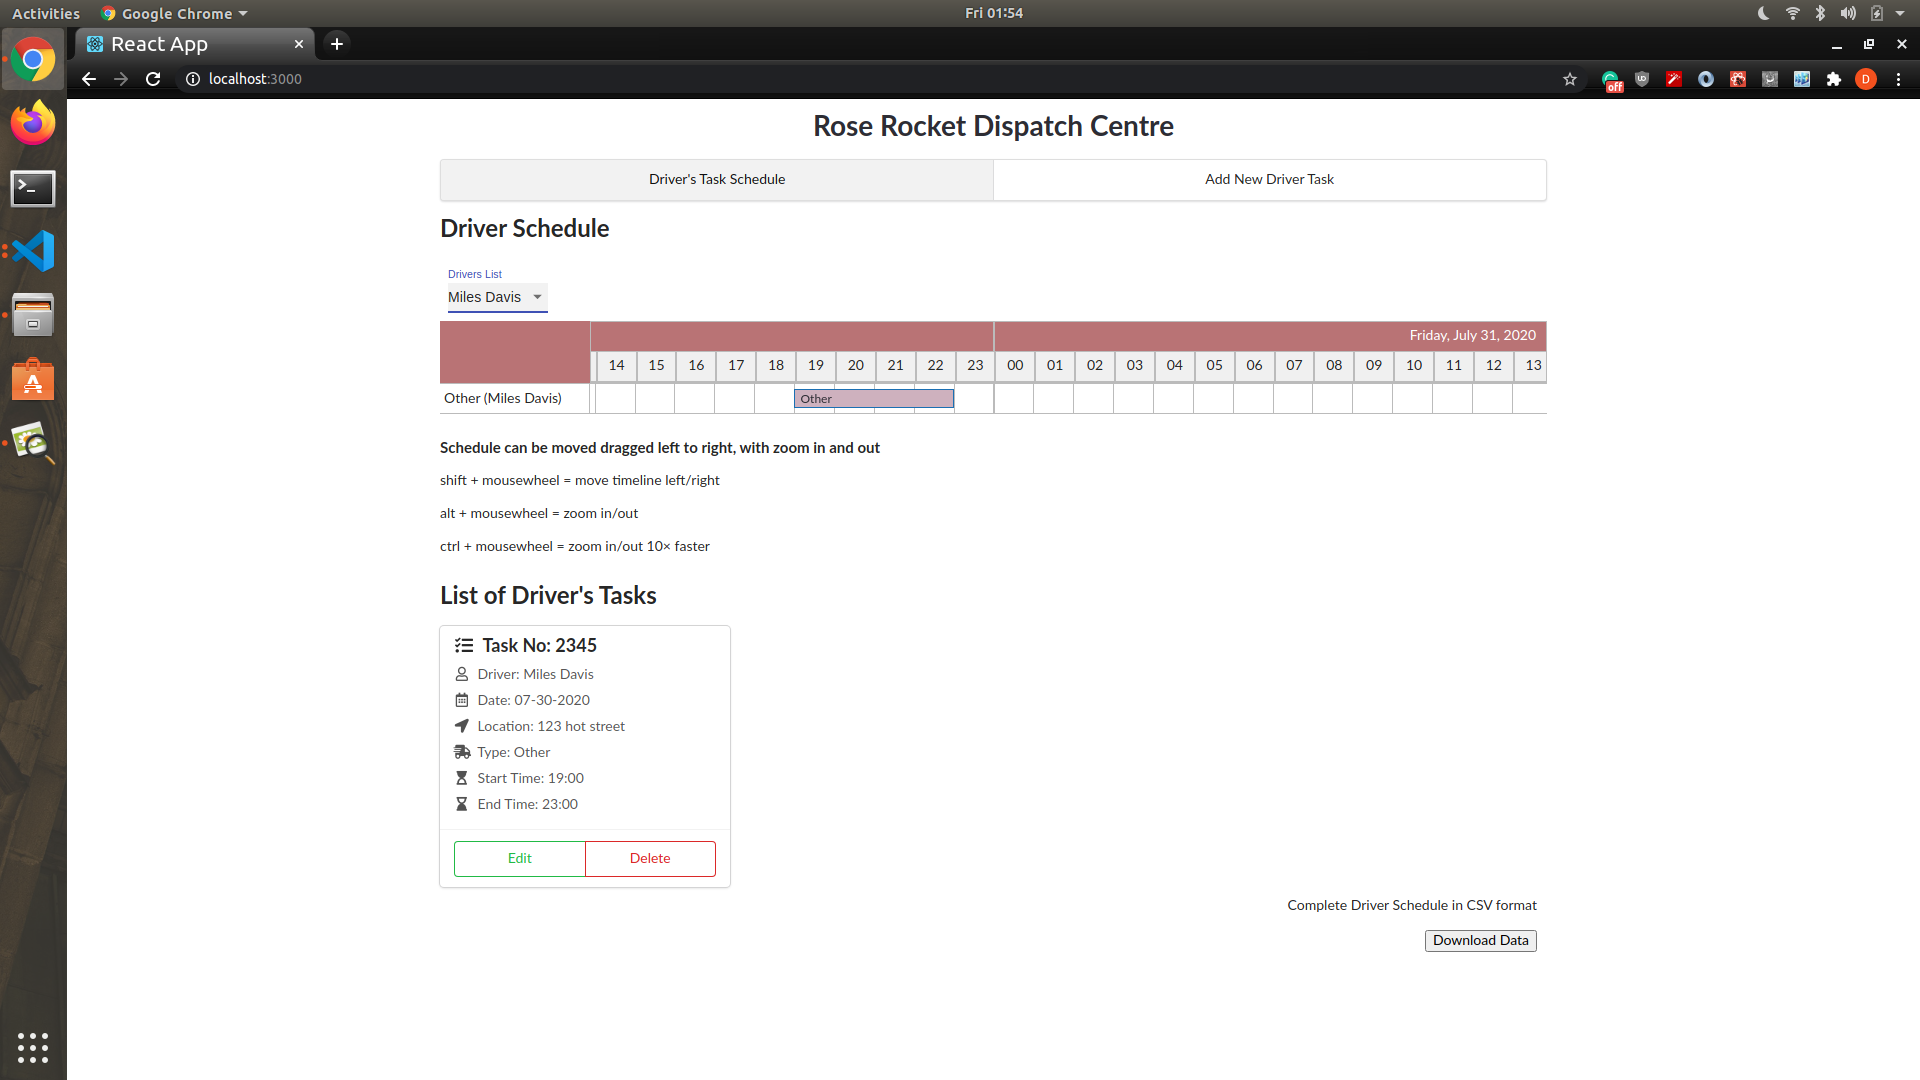 Activities Google Chrome Fri 01:54
React App
localhost:3000
off
D
Rose Rocket Dispatch Centre
Driver's Task Schedule Add New Driver Task
Driver Schedule
Drivers List
Miles Davis
Friday, July 31, 2020
14 15 16 17 18 19 20 21 22 23 00 01 02 03 04 05 06 07 08 09 10 11 12 13
Other (Miles Davis) Other
Schedule can be moved dragged left to right, with zoom in and out
shift + mousewheel = move timeline left/right
alt + mousewheel = zoom in/out
ctrl + mousewheel = zoom in/out 10× faster
List of Driver's Tasks
Task No: 2345
Driver: Miles Davis
Date: 07-30-2020
Location: 123 hot street
Type: Other
Start Time: 19:00
End Time: 23:00
Edit Delete
Complete Driver Schedule in CSV format
Download Data